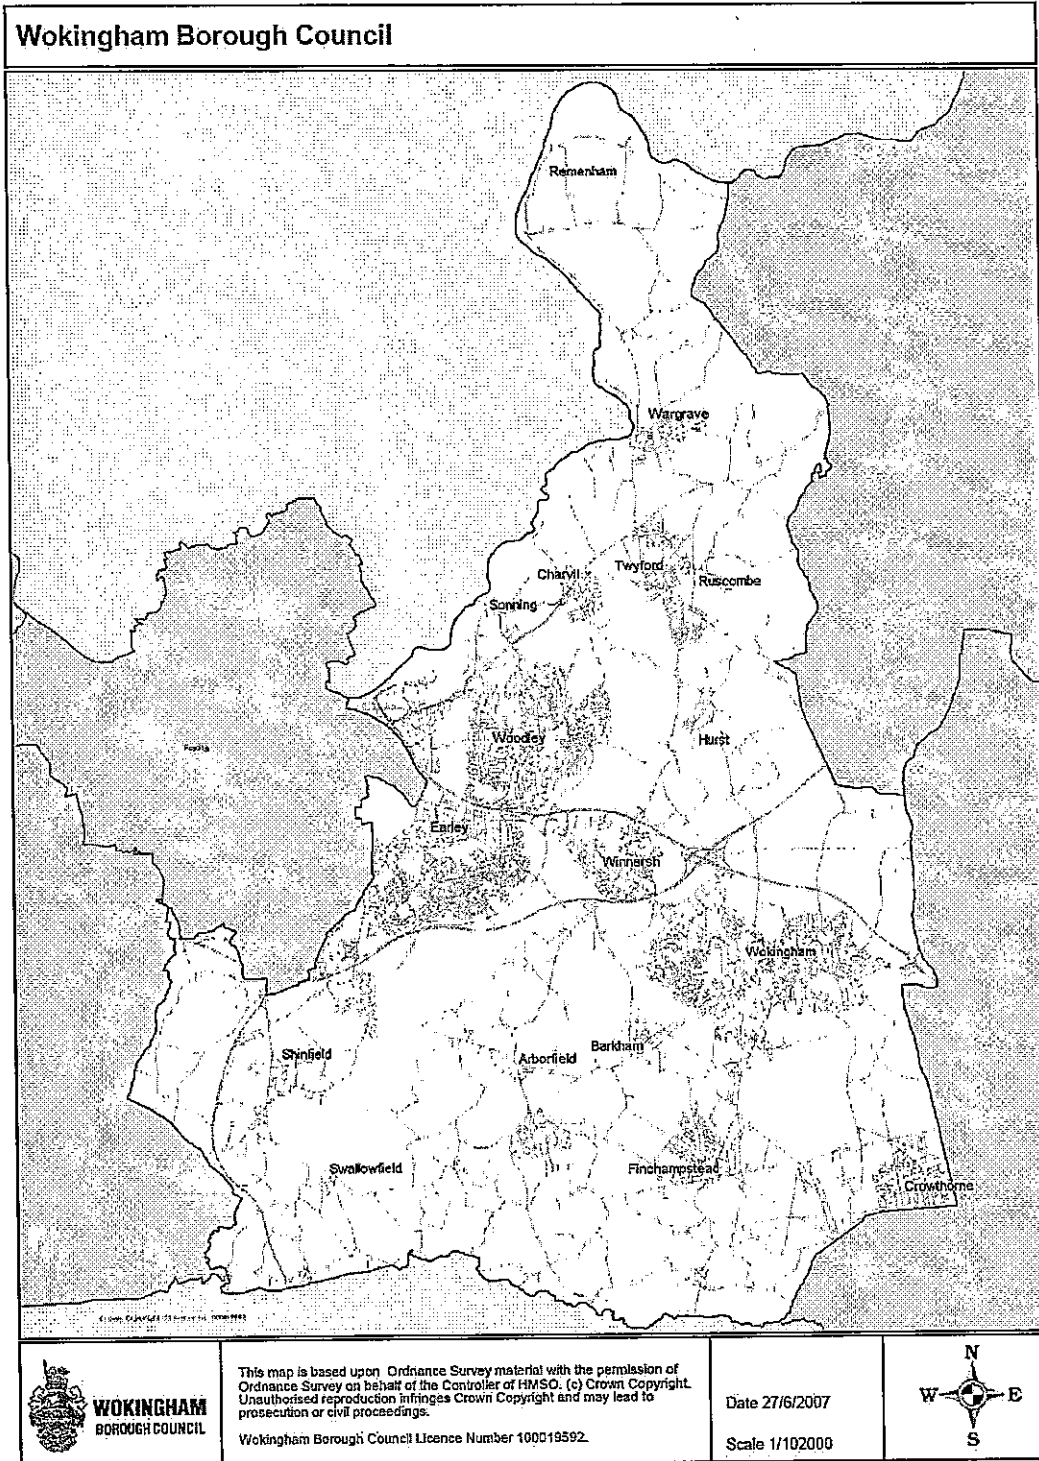 Wokingham Borough Council
Remenham
Wargrave
Charvil
Twyford
Ruscombe
Sonning
Woodley
Hurst
Earley
Winnersh
Wokingham
Shinfield
Arborfield
Barkham
Swallowfield
Finchampstead
Crowthorne
WOKINGHAM
BOROUGH COUNCIL
This map is based upon Ordnance Survey material with the permission of
Ordnance Survey on behalf of the Controller of HMSO. (c) Crown Copyright.
Unauthorised reproduction infringes Crown Copyright and may lead to
prosecution or civil proceedings.
Wokingham Borough Council Licence Number 100019592.
Date 27/6/2007
Scale 1/102000
N
W
E
S